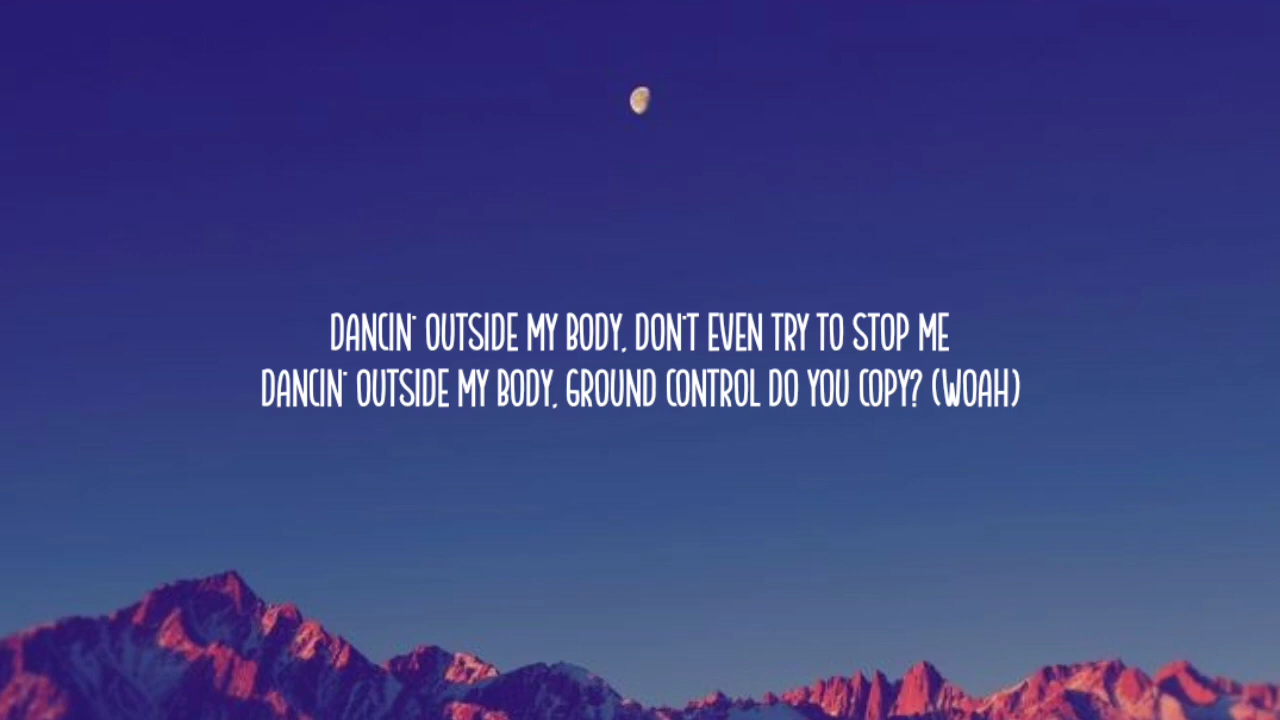 DANCIN' OUTSIDE MY BODY, DON'T EVEN TRY TO STOP ME
DANCIN' OUTSIDE MY BODY, GROUND CONTROL DO YOU COPY? (WOAH)